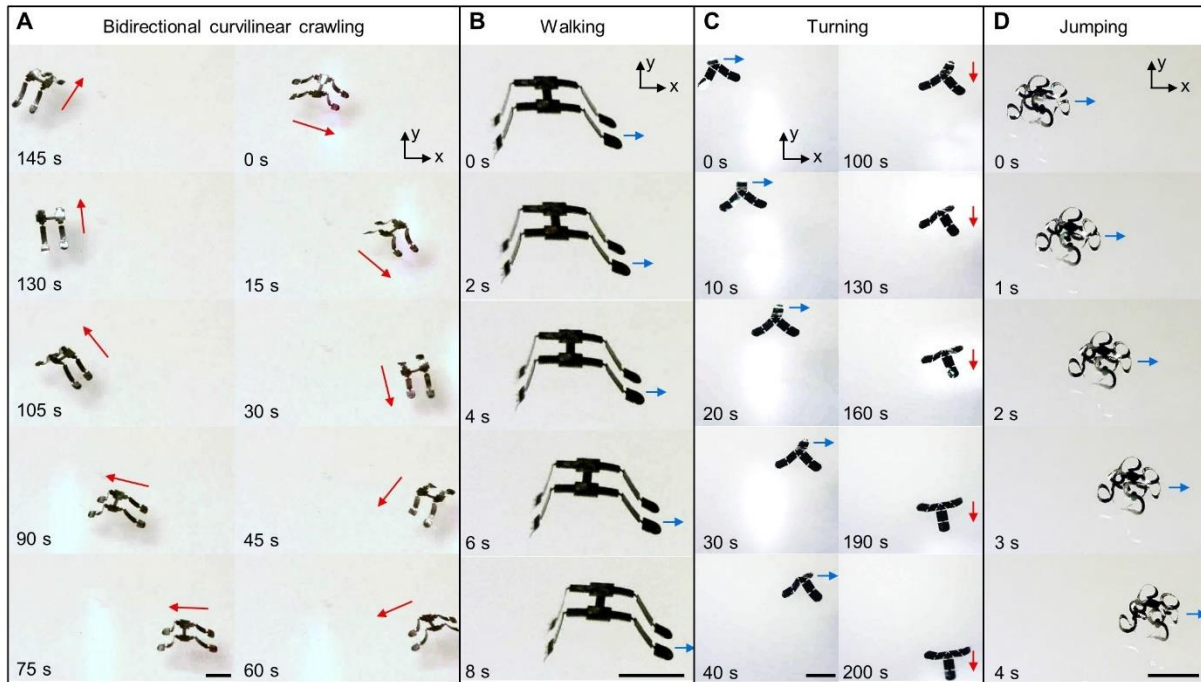 A Bidirectional curvilinear crawling
145 s
0 s
y
x
130 s
15 s
105 s
30 s
90 s
45 s
75 s
60 s
B Walking
y
x
0 s
2 s
4 s
6 s
8 s
C Turning
0 s
y
x
100 s
10 s
130 s
20 s
160 s
30 s
190 s
40 s
200 s
D Jumping
y
x
0 s
1 s
2 s
3 s
4 s